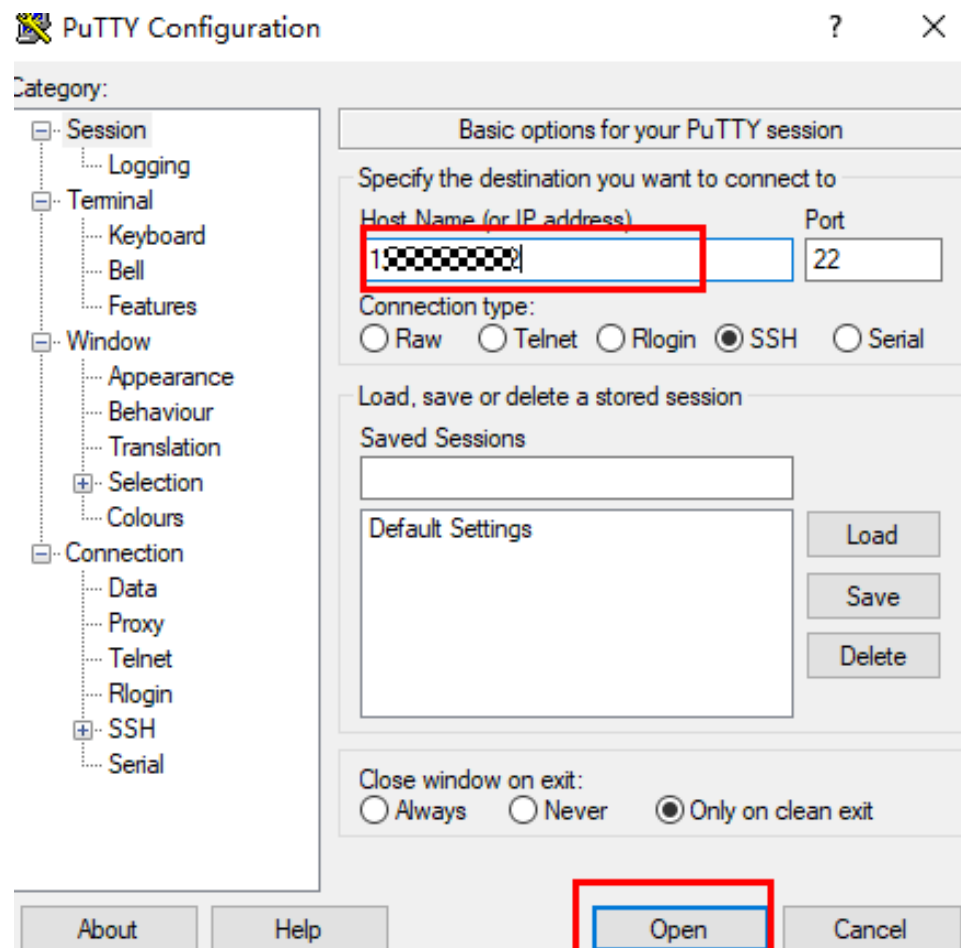 PuTTY Configuration
?
Category:
Session
Logging
Terminal
Keyboard
Bell
Features
Window
Appearance
Behaviour
Translation
Selection
Colours
Connection
Data
Proxy
Telnet
Rlogin
SSH
Serial
Basic options for your PuTTY session
Specify the destination you want to connect to
Host Name (or IP address) Port
22
Connection type:
Raw Telnet Rlogin SSH Serial
Load, save or delete a stored session
Saved Sessions
Default Settings
Load
Save
Delete
Close window on exit:
Always Never Only on clean exit
About Help Open Cancel